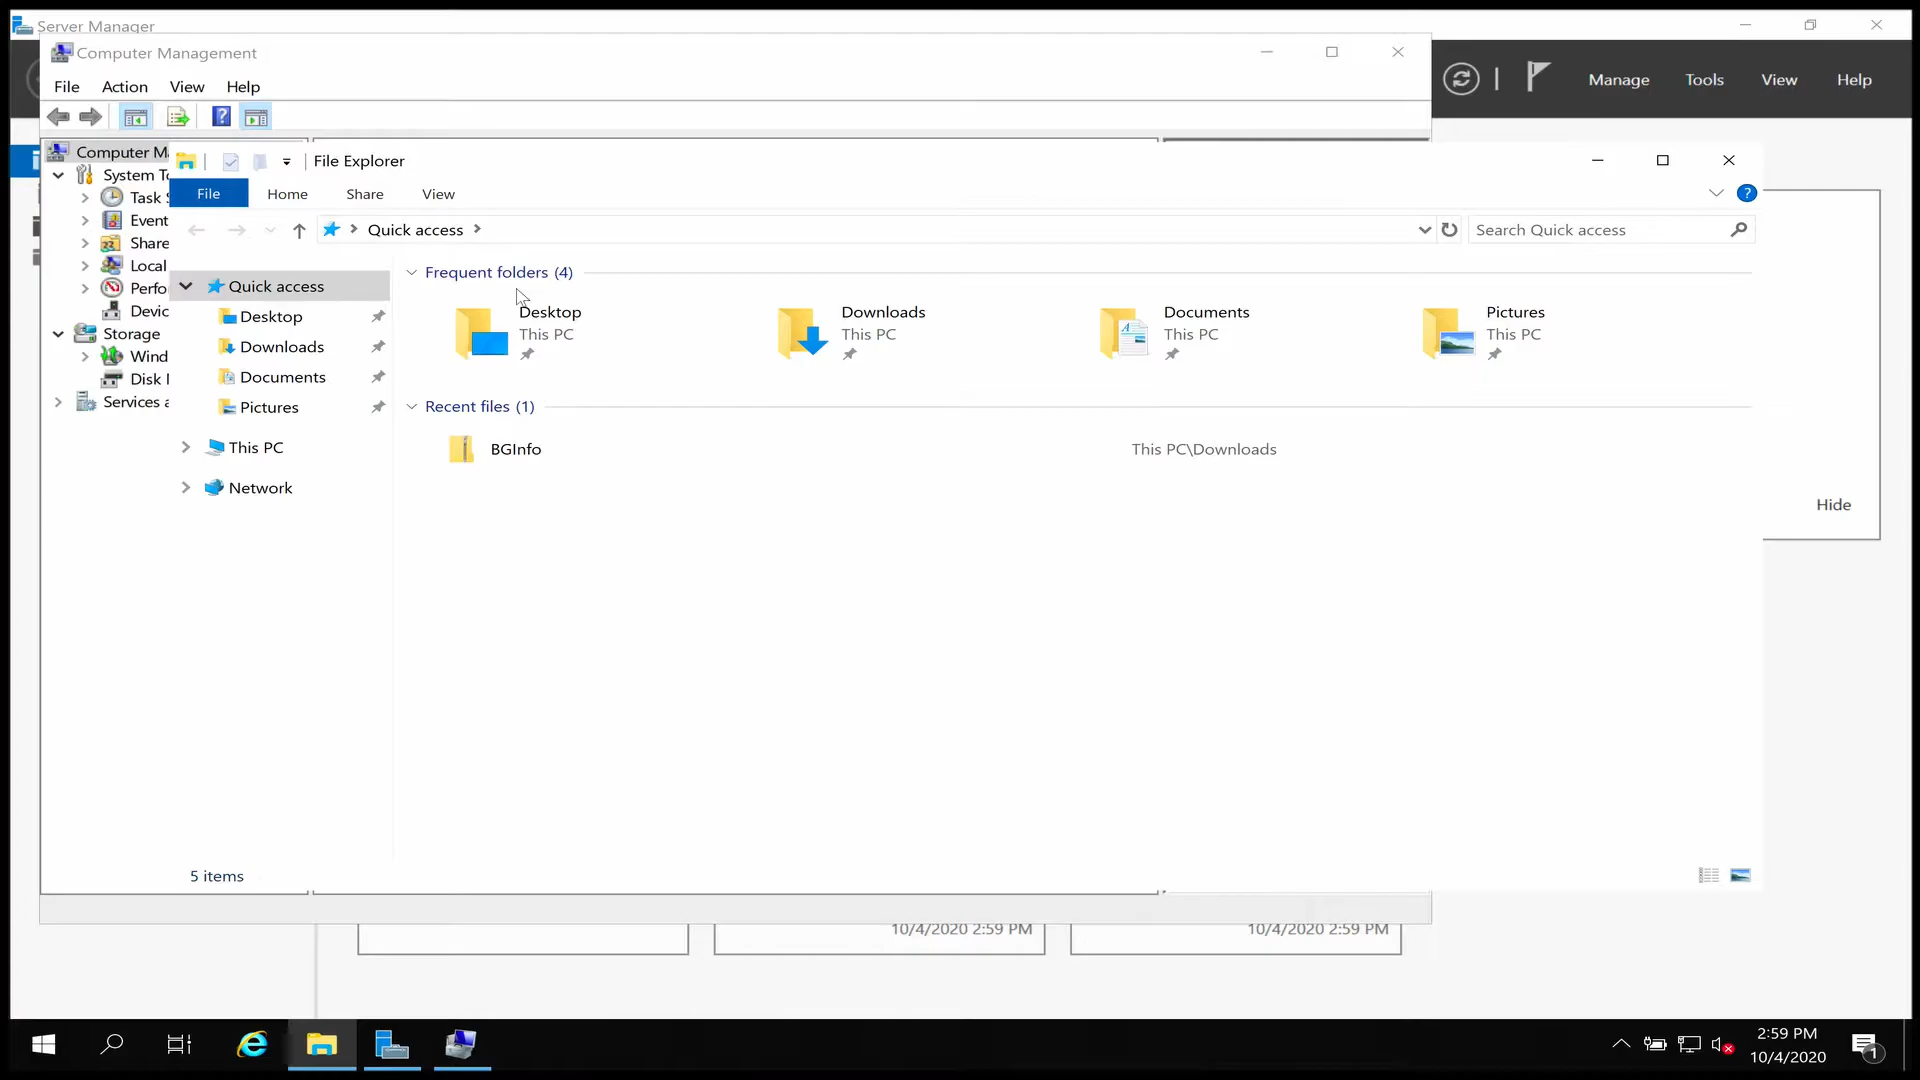 Server Manager
Computer Management
File Action View Help
Manage Tools View Help
Computer Ma
System To
Task S
Event
Share
Local
Perfo
Devic
Storage
Wind
Disk M
Services a
File Explorer
File Home Share View
Quick access
Search Quick access
Quick access
Desktop
Downloads
Documents
Pictures
This PC
Network
Frequent folders (4)
Desktop
This PC
Downloads
This PC
Documents
This PC
Pictures
This PC
Recent files (1)
BGInfo This PC\Downloads
Hide
5 items
10/4/2020 2:59 PM 10/4/2020 2:59 PM
2:59 PM
10/4/2020
1